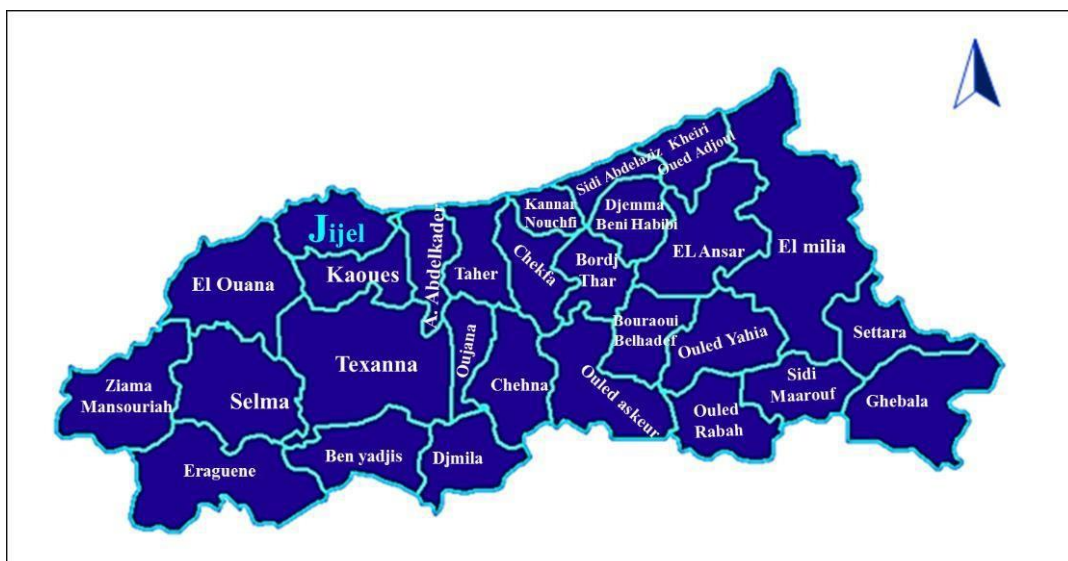 Sidi Abdelaziz
Kheiri
Oued Adjoul
Kannar
Nouchfi
Djemma
Beni Habibi
Jijel
A. Abdelkader
El Ouana
Kaoues
Taher
Chekfa
Bordj
Thar
EL Ansar
El milia
Bouraoui
Belhadef
Ouled Yahia
Settara
Texanna
Oujana
Chehna
Ouled askeur
Ziama
Mansouriah
Selma
Ouled
Rabah
Sidi
Maarouf
Ghebala
Eraguene
Ben yadjis
Djmila